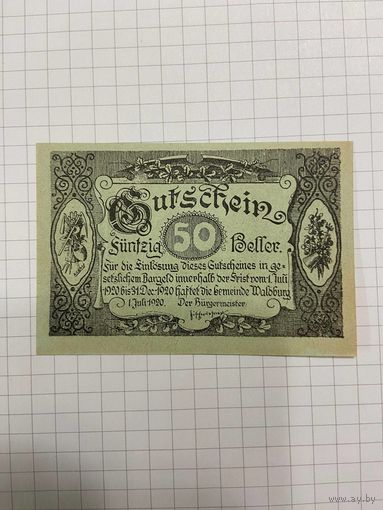 Gutschein
Fünfzig 50 Heller.
Für die Einlösung dieses Gutscheines in ge-
setzlichem Bargeld innerhalb der Frist vom 1. Juli
1920 bis 31. Dez. 1920 haftet die Gemeinde Waldburg
1. Juli 1920. Der Bürgermeister
www.ay.by